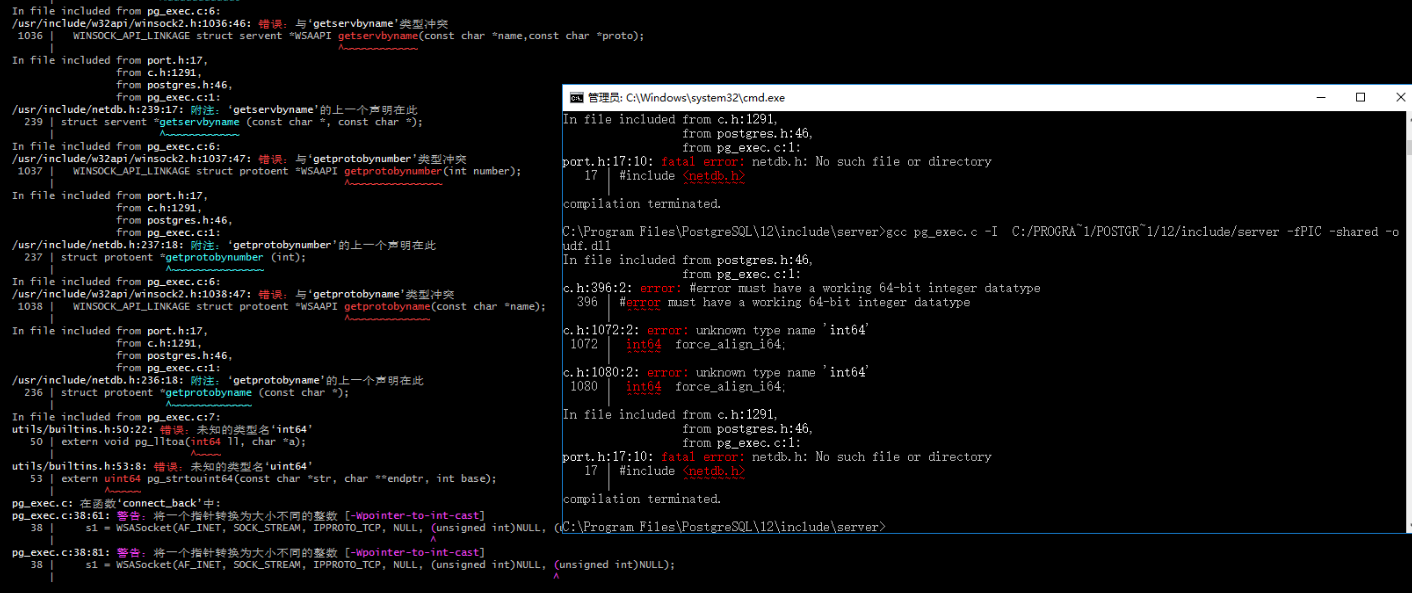 In file included from pg_exec.c:6:
/usr/include/w32api/winsock2.h:1036:46: 错误：与‘getservbyname’类型冲突
 1036 |   WINSOCK_API_LINKAGE struct servent *WSAAPI getservbyname(const char *name,const char *proto);
      |                                              ^~~~~~~~~~~~~
In file included from port.h:17,
                 from c.h:1291,
                 from postgres.h:46,
                 from pg_exec.c:1:
/usr/include/netdb.h:239:17: 附注：‘getservbyname’的上一个声明在此
  239 | struct servent *getservbyname (const char *, const char *);
      |                 ^~~~~~~~~~~~~
In file included from pg_exec.c:6:
/usr/include/w32api/winsock2.h:1037:47: 错误：与‘getprotobynumber’类型冲突
 1037 |   WINSOCK_API_LINKAGE struct protoent *WSAAPI getprotobynumber(int number);
      |                                               ^~~~~~~~~~~~~~~~
In file included from port.h:17,
                 from c.h:1291,
                 from postgres.h:46,
                 from pg_exec.c:1:
/usr/include/netdb.h:237:18: 附注：‘getprotobynumber’的上一个声明在此
  237 | struct protoent *getprotobynumber (int);
      |                  ^~~~~~~~~~~~~~~~
In file included from pg_exec.c:6:
/usr/include/w32api/winsock2.h:1038:47: 错误：与‘getprotobyname’类型冲突
 1038 |   WINSOCK_API_LINKAGE struct protoent *WSAAPI getprotobyname(const char *name);
      |                                               ^~~~~~~~~~~~~~
In file included from port.h:17,
                 from c.h:1291,
                 from postgres.h:46,
                 from pg_exec.c:1:
/usr/include/netdb.h:236:18: 附注：‘getprotobyname’的上一个声明在此
  236 | struct protoent *getprotobyname (const char *);
      |                  ^~~~~~~~~~~~~~
In file included from pg_exec.c:7:
utils/builtins.h:50:22: 错误：未知的类型名‘int64’
   50 | extern void pg_lltoa(int64 ll, char *a);
      |                      ^~~~~
utils/builtins.h:53:8: 错误：未知的类型名‘uint64’
   53 | extern uint64 pg_strtouint64(const char *str, char **endptr, int base);
      |        ^~~~~~
pg_exec.c: 在函数‘connect_back’中:
pg_exec.c:38:61: 警告：将一个指针转换为大小不同的整数 [-Wpointer-to-int-cast]
   38 |     s1 = WSASocket(AF_INET, SOCK_STREAM, IPPROTO_TCP, NULL, (unsigned int)NULL, (
      |                                                             ^
pg_exec.c:38:81: 警告：将一个指针转换为大小不同的整数 [-Wpointer-to-int-cast]
   38 |     s1 = WSASocket(AF_INET, SOCK_STREAM, IPPROTO_TCP, NULL, (unsigned int)NULL, (unsigned int)NULL);
      |                                                                                 ^
管理员: C:\Windows\system32\cmd.exe
In file included from c.h:1291,
                 from postgres.h:46,
                 from pg_exec.c:1:
port.h:17:10: fatal error: netdb.h: No such file or directory
   17 | #include <netdb.h>
compilation terminated.
C:\Program Files\PostgreSQL\12\include\server>gcc pg_exec.c -I  C:/PROGRA~1/POSTGR~1/12/include/server -fPIC -shared -o
udf.dll
In file included from postgres.h:46,
                 from pg_exec.c:1:
c.h:396:2: error: #error must have a working 64-bit integer datatype
  396 | #error must have a working 64-bit integer datatype
c.h:1072:2: error: unknown type name 'int64'
 1072 |  int64  force_align_i64;
c.h:1080:2: error: unknown type name 'int64'
 1080 |  int64  force_align_i64;
In file included from c.h:1291,
                 from postgres.h:46,
                 from pg_exec.c:1:
port.h:17:10: fatal error: netdb.h: No such file or directory
   17 | #include <netdb.h>
compilation terminated.
C:\Program Files\PostgreSQL\12\include\server>